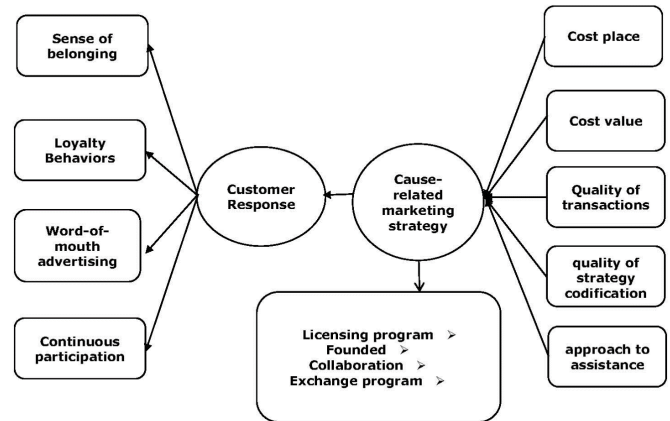 Sense of
belonging
Loyalty
Behaviors
Word-of-
mouth
advertising
Continuous
participation
Customer
Response
Cause-
related
marketing
strategy
Licensing program ➢
Founded ➢
Collaboration ➢
Exchange program ➢
Cost place
Cost value
Quality of
transactions
quality of
strategy
codification
approach to
assistance